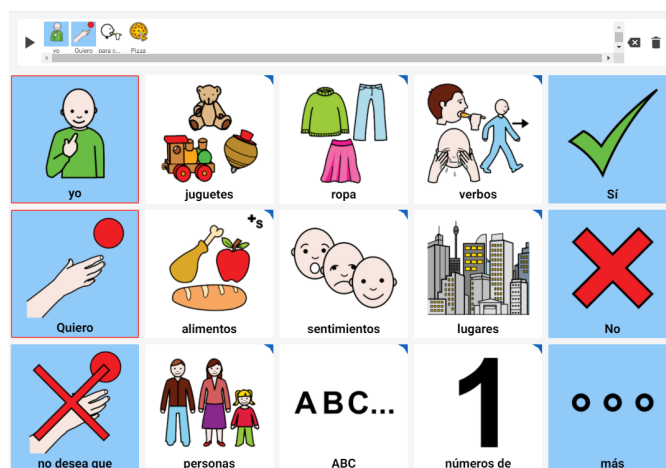 yo
Quiero
para c...
Pizza
yo
juguetes
ropa
verbos
Sí
Quiero
+s
alimentos
sentimientos
lugares
No
no desea que
personas
ABC...
ABC
1
números de
más